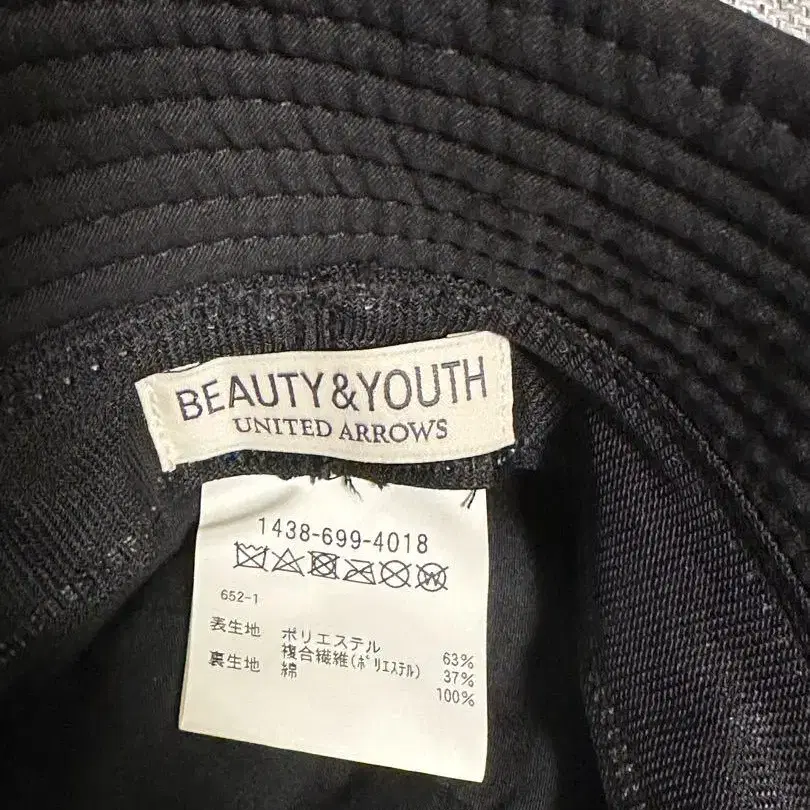 BEAUTY&YOUTH
UNITED ARROWS
1438-699-4018
652-1
表生地 ポリエステル 63%
複合繊維(ポリエステル) 37%
裏生地 綿 100%